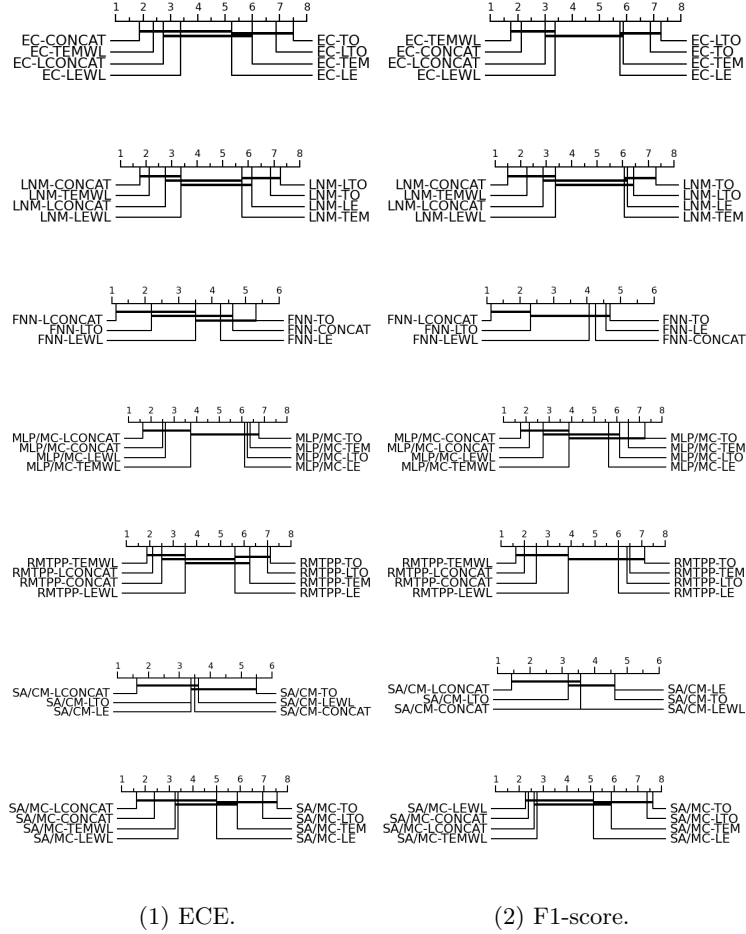 1 2 3 4 5 6 7 8
EC-CONCAT EC-TO
EC-TEMWL EC-LTO
EC-LCONCAT EC-TEM
EC-LEWL EC-LE
1 2 3 4 5 6 7 8
EC-TEMWL EC-LTO
EC-CONCAT EC-TO
EC-LCONCAT EC-TEM
EC-LEWL EC-LE
1 2 3 4 5 6 7 8
LNM-CONCAT LNM-LTO
LNM-TEMWL LNM-TO
LNM-LCONCAT LNM-LE
LNM-LEWL LNM-TEM
1 2 3 4 5 6 7 8
LNM-CONCAT LNM-TO
LNM-TEMWL LNM-LTO
LNM-LCONCAT LNM-LE
LNM-LEWL LNM-TEM
1 2 3 4 5 6
FNN-LCONCAT FNN-TO
FNN-LTO FNN-CONCAT
FNN-LEWL FNN-LE
1 2 3 4 5 6
FNN-LCONCAT FNN-TO
FNN-LTO FNN-LE
FNN-LEWL FNN-CONCAT
1 2 3 4 5 6 7 8
MLP/MC-LCONCAT MLP/MC-TO
MLP/MC-CONCAT MLP/MC-TEM
MLP/MC-LEWL MLP/MC-LTO
MLP/MC-TEMWL MLP/MC-LE
1 2 3 4 5 6 7 8
MLP/MC-CONCAT MLP/MC-TO
MLP/MC-LCONCAT MLP/MC-TEM
MLP/MC-LEWL MLP/MC-LTO
MLP/MC-TEMWL MLP/MC-LE
1 2 3 4 5 6 7 8
RMTPP-TEMWL RMTPP-TO
RMTPP-LCONCAT RMTPP-LTO
RMTPP-CONCAT RMTPP-TEM
RMTPP-LEWL RMTPP-LE
1 2 3 4 5 6 7 8
RMTPP-TEMWL RMTPP-TO
RMTPP-LCONCAT RMTPP-TEM
RMTPP-CONCAT RMTPP-LTO
RMTPP-LEWL RMTPP-LE
1 2 3 4 5 6
SA/CM-LCONCAT SA/CM-TO
SA/CM-LTO SA/CM-LEWL
SA/CM-LE SA/CM-CONCAT
1 2 3 4 5 6
SA/CM-LCONCAT SA/CM-LE
SA/CM-LTO SA/CM-TO
SA/CM-CONCAT SA/CM-LEWL
1 2 3 4 5 6 7 8
SA/MC-LCONCAT SA/MC-TO
SA/MC-CONCAT SA/MC-LTO
SA/MC-TEMWL SA/MC-TEM
SA/MC-LEWL SA/MC-LE
1 2 3 4 5 6 7 8
SA/MC-LEWL SA/MC-TO
SA/MC-CONCAT SA/MC-LTO
SA/MC-LCONCAT SA/MC-TEM
SA/MC-TEMWL SA/MC-LE
(1) ECE.
(2) F1-score.